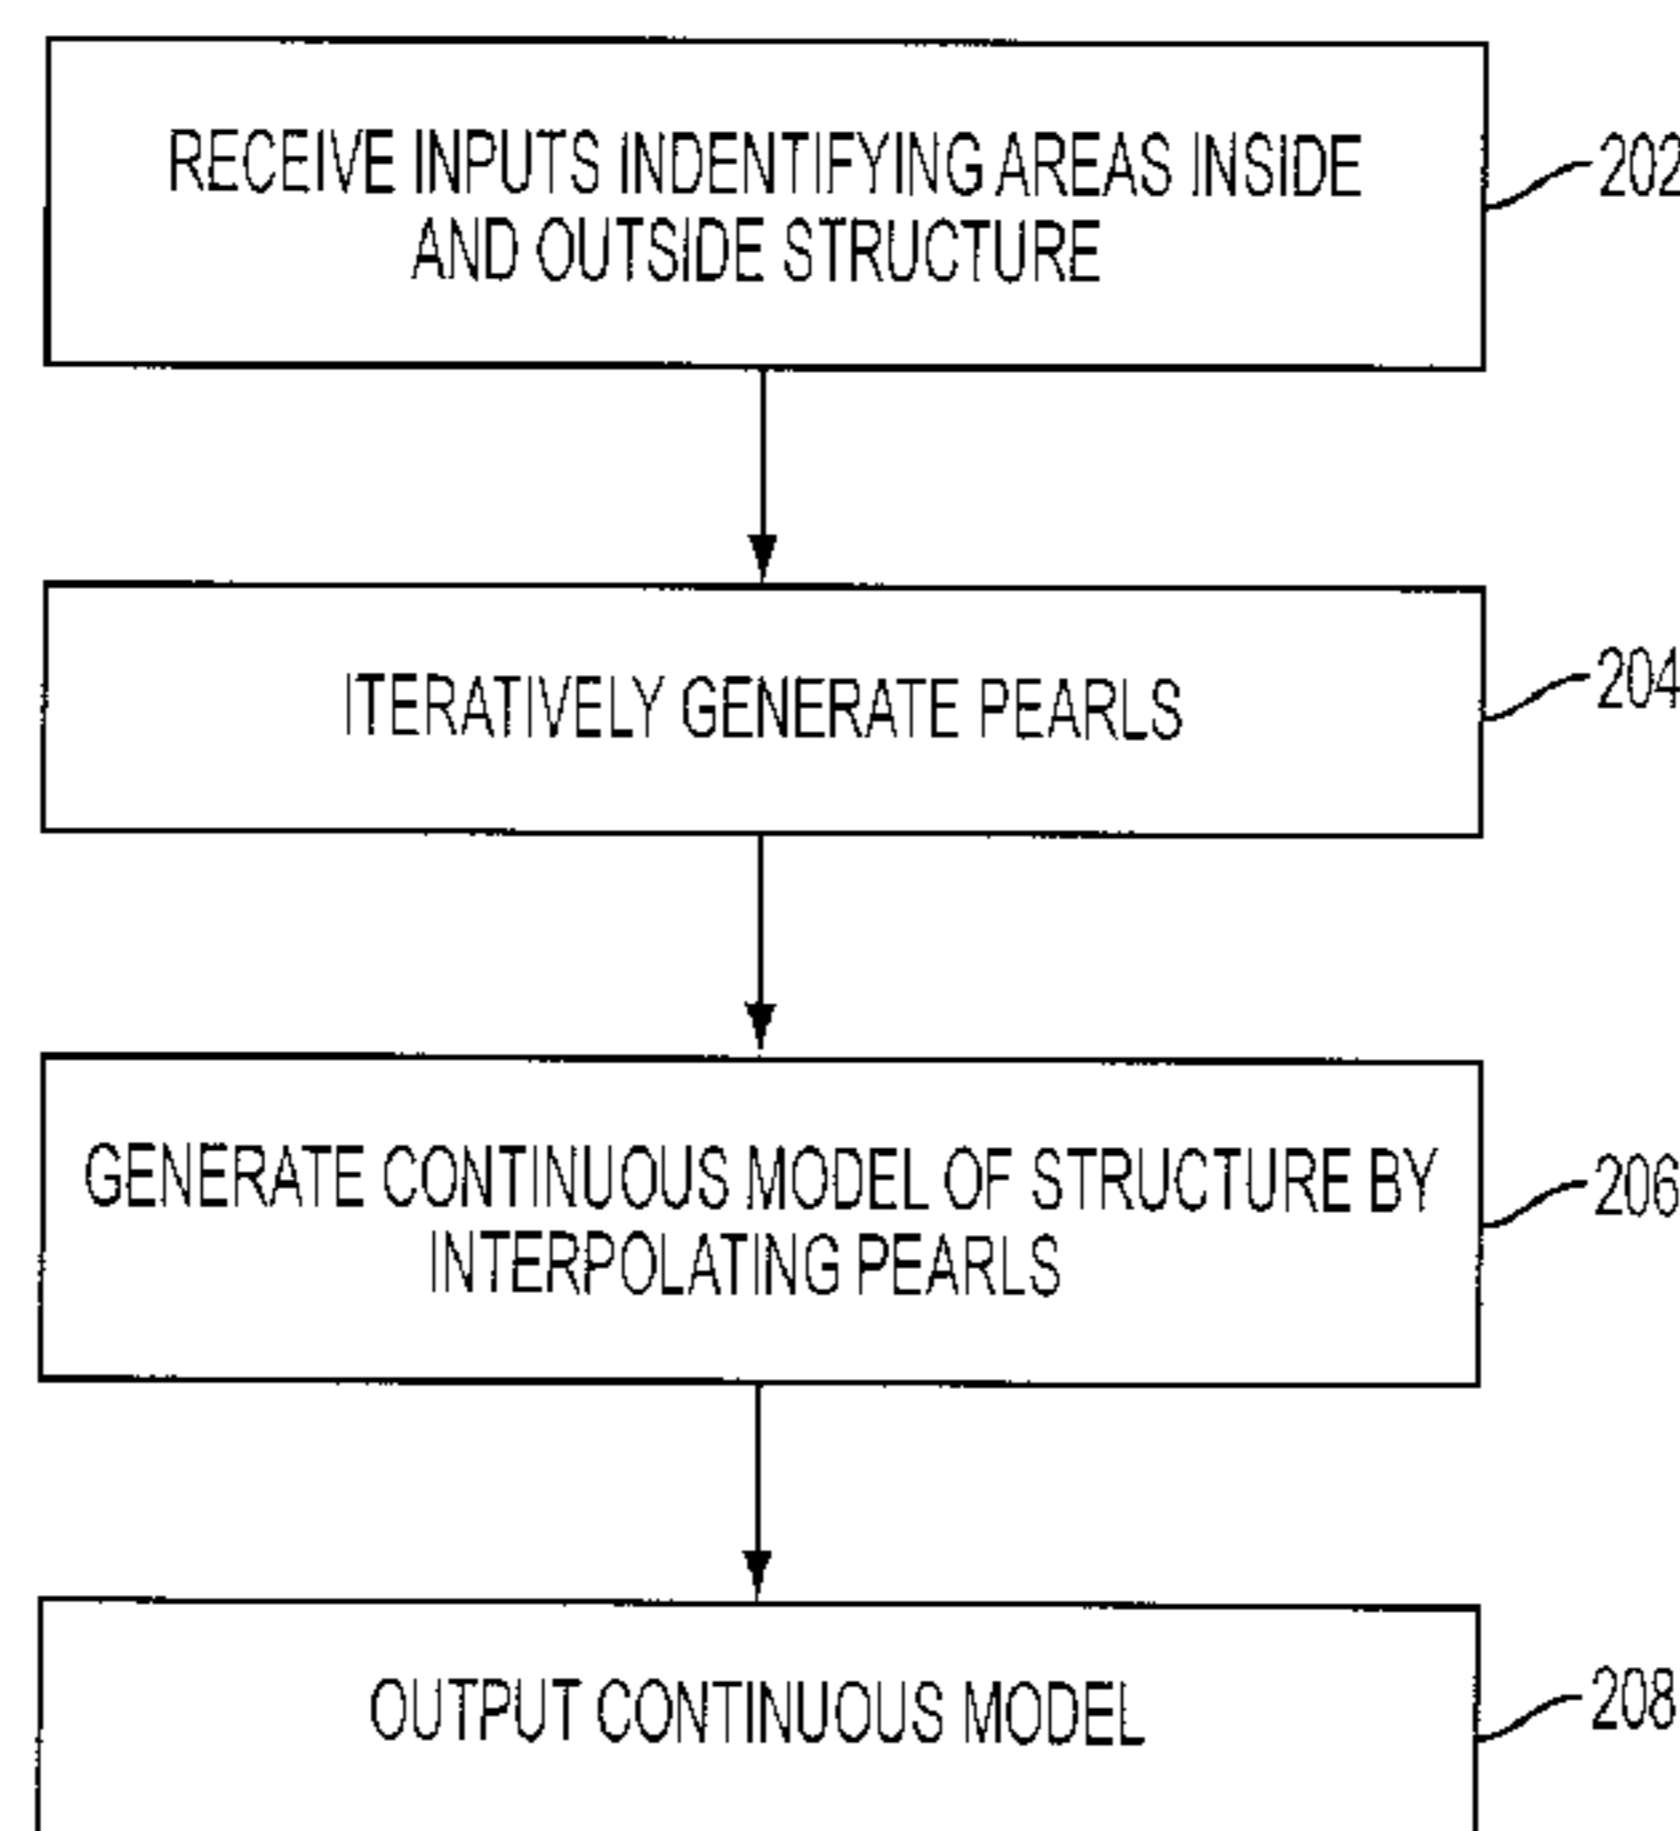 RECEIVE INPUTS INDENTIFYING AREAS INSIDE
AND OUTSIDE STRUCTURE
202
ITERATIVELY GENERATE PEARLS
204
GENERATE CONTINUOUS MODEL OF STRUCTURE BY
INTERPOLATING PEARLS
206
OUTPUT CONTINUOUS MODEL
208